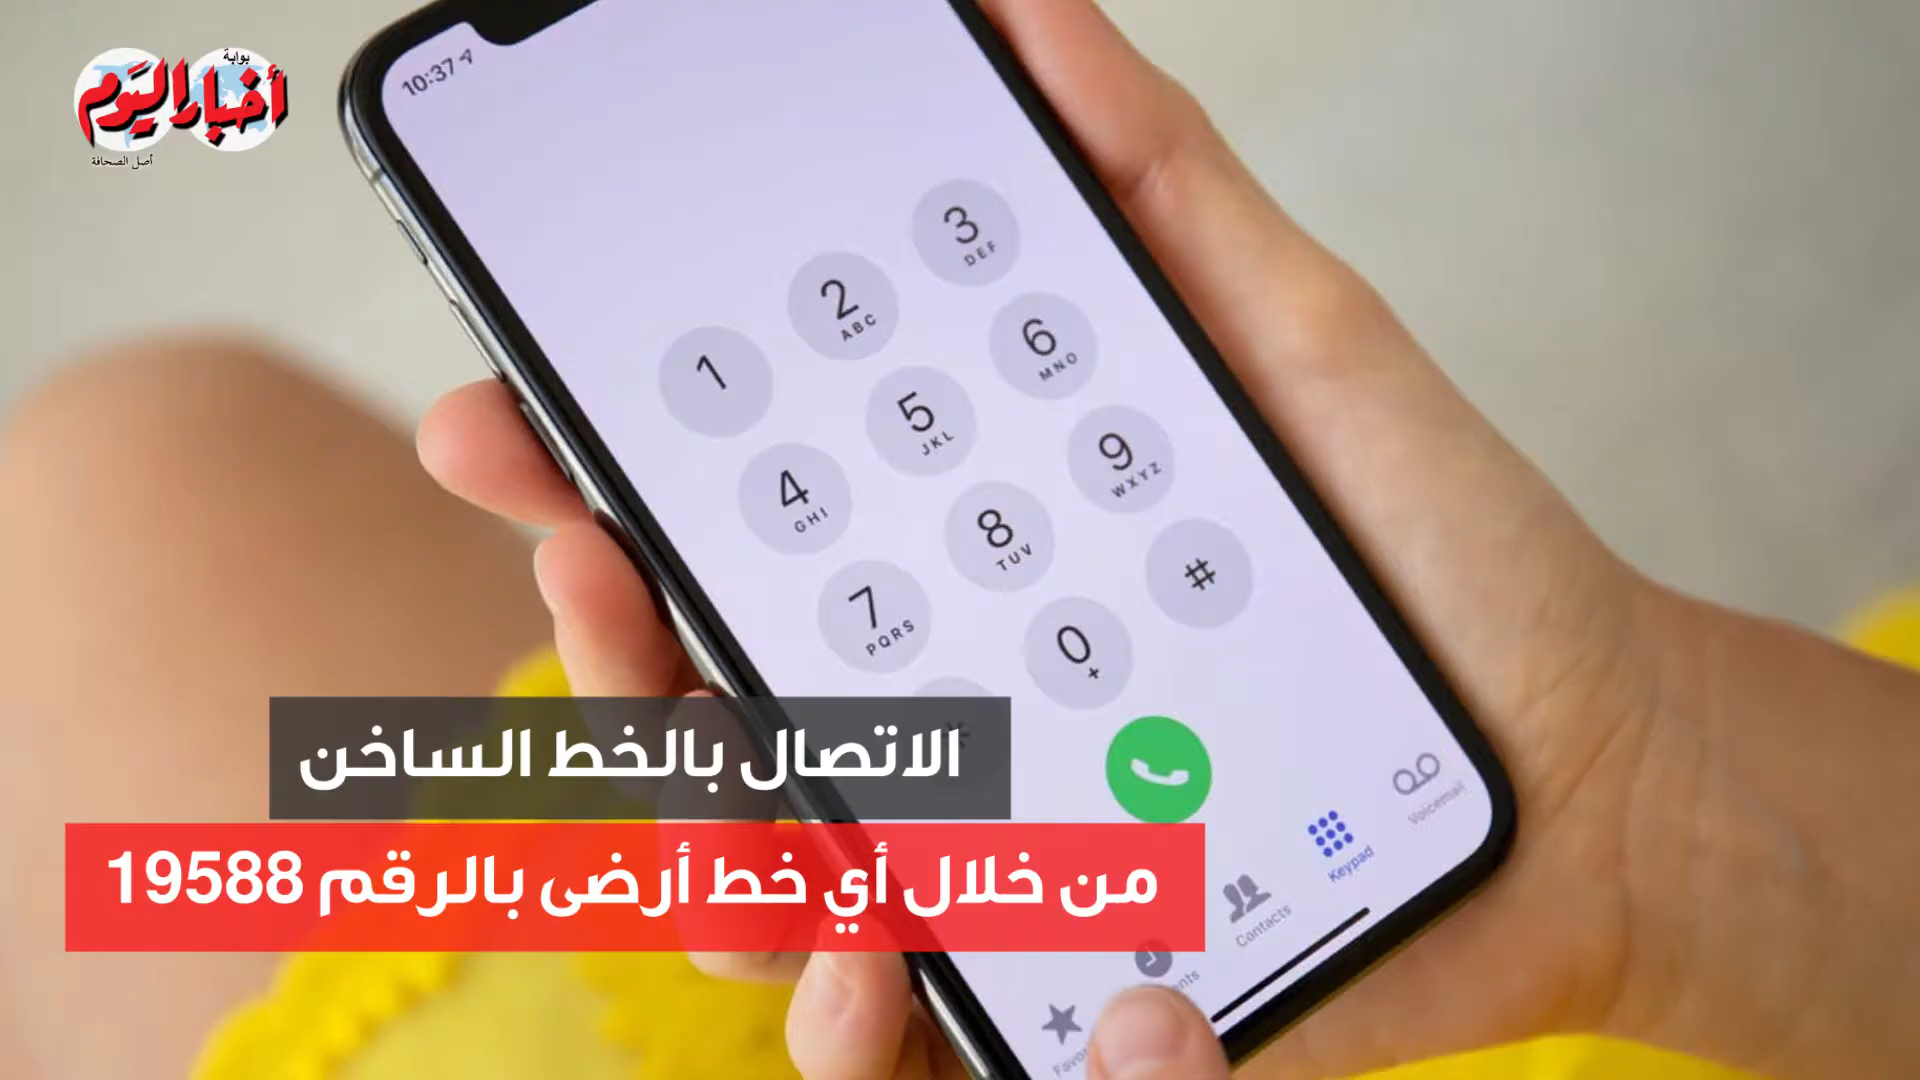 بوابة
أخبار اليوم
أصل الصحافة
10:37
1
2
ABC
3
DEF
4
GHI
5
JKL
6
MNO
7
PQRS
8
TUV
9
WXYZ
*
0
+
#
Voicemail
Keypad
Contacts
الاتصال بالخط الساخن
من خلال أي خط أرضى بالرقم 19588